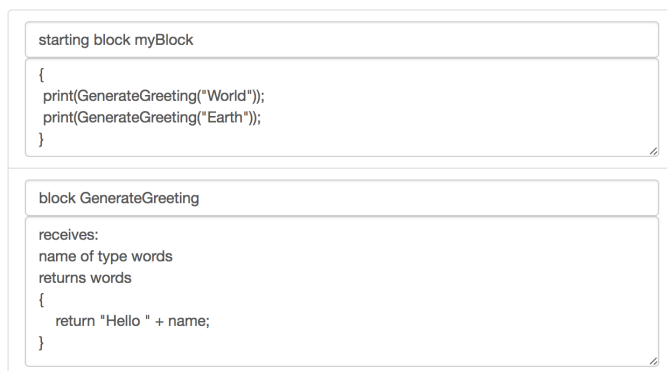 starting block myBlock
{
print(GenerateGreeting("World"));
print(GenerateGreeting("Earth"));
}
block GenerateGreeting
receives:
name of type words
returns words
{
return "Hello " + name;
}